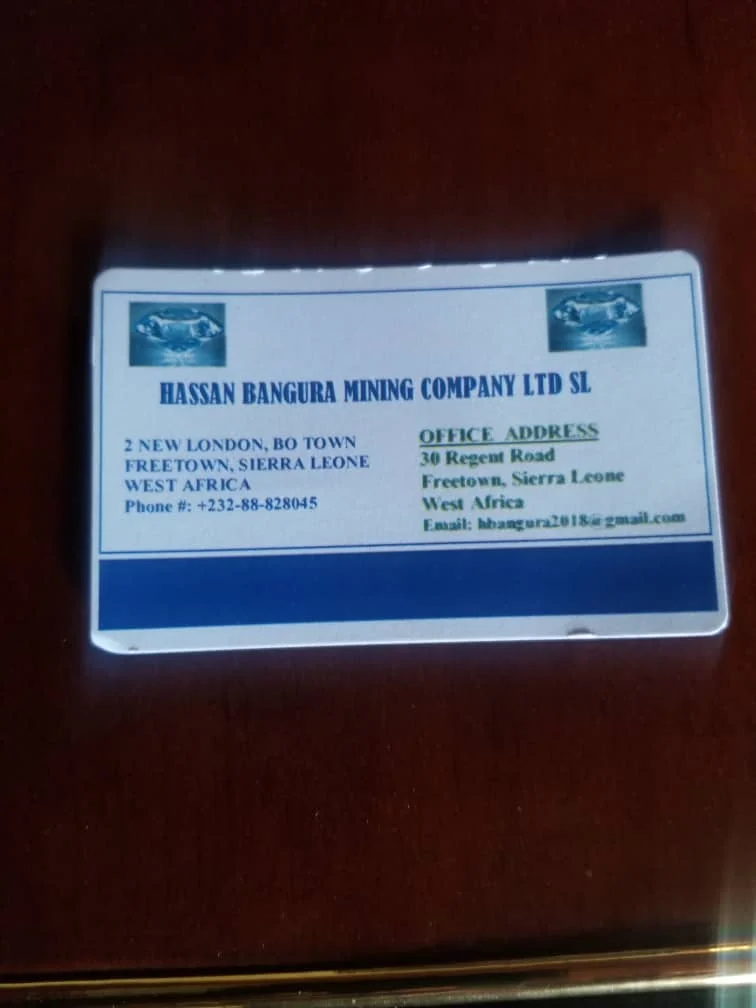 HASSAN BANGURA MINING COMPANY LTD SL
2 NEW LONDON, BO TOWN
FREETOWN, SIERRA LEONE
WEST AFRICA
Phone #: +232-88-828045
OFFICE ADDRESS
30 Regent Road
Freetown, Sierra Leone
West Africa
Email: hbangura2018@gmail.com